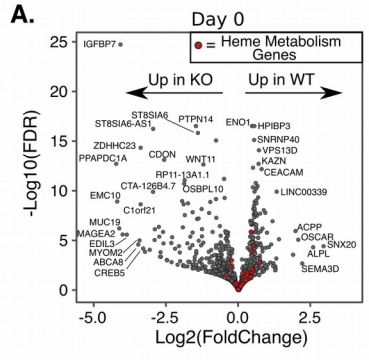 A.
Day 0
= Heme Metabolism
Genes
Up in KO
Up in WT
-Log10(FDR)
25
20
15
10
5
0
IGFBP7
ST8SIA6
PTPN14
ST8SIA6-AS1
ENO1
HPIBP3
SNRNP40
ZDHHC23
CDON
VPS13D
PPAPDC1A
WNT11
KAZN
RP11-13A1.1
CEACAM
CTA-126B4.7
OSBPL10
LINC00339
EMC10
C1orf21
MUC19
MAGEA2
ACPP
OSCAR
EDIL3
SNX20
MYOM2
ALPL
ABCA8
SEMA3D
CREB5
-5.0
-2.5
0.0
2.5
Log2(FoldChange)